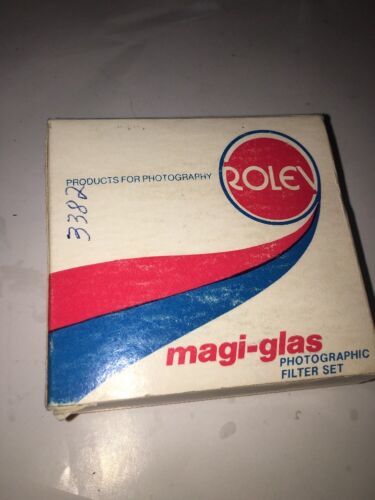 ROLEV
PRODUCTS FOR PHOTOGRAPHY
3382
magi-glas
PHOTOGRAPHIC
FILTER SET